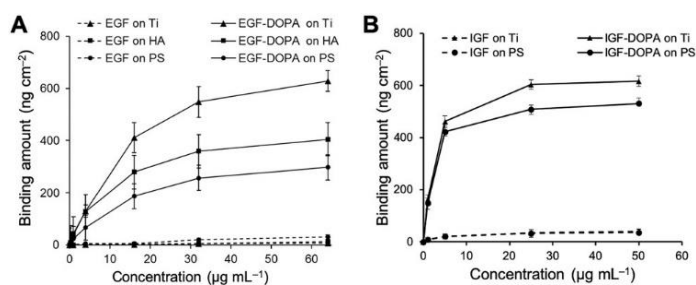 A
EGF on Ti EGF-DOPA on Ti
EGF on HA EGF-DOPA on HA
EGF on PS EGF-DOPA on PS
Binding amount (ng cm⁻²)
800
600
400
200
0
0 10 20 30 40 50 60
Concentration (µg mL⁻¹)
B
IGF on Ti IGF-DOPA on Ti
IGF on PS IGF-DOPA on PS
Binding amount (ng cm⁻²)
800
600
400
200
0
0 10 20 30 40 50 60
Concentration (µg mL⁻¹)